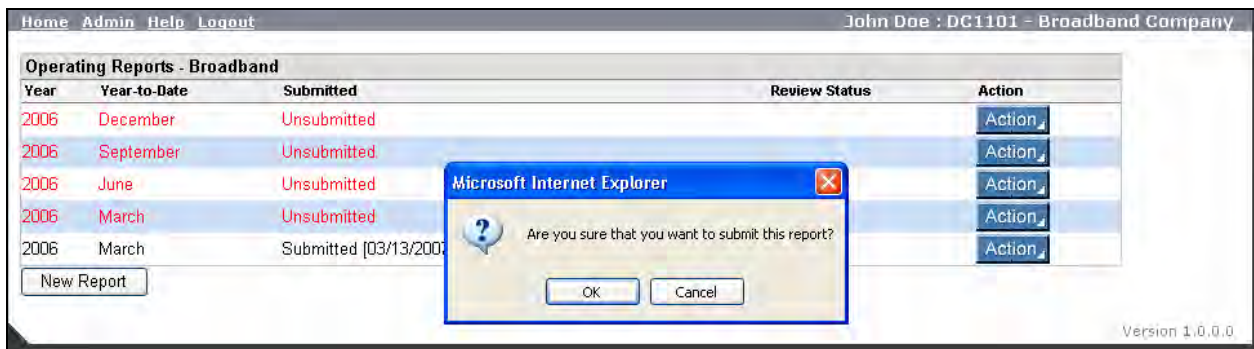 Home Admin Help Logout John Doe : DC1101 - Broadband Company
Operating Reports - Broadband
Year Year-to-Date Submitted Review Status Action
2006 December Unsubmitted Action
2006 September Unsubmitted Action
2006 June Unsubmitted Action
2006 March Unsubmitted Action
2006 March Submitted [03/13/2007 Action
New Report
Microsoft Internet Explorer
Are you sure that you want to submit this report?
OK Cancel
Version 1.0.0.0